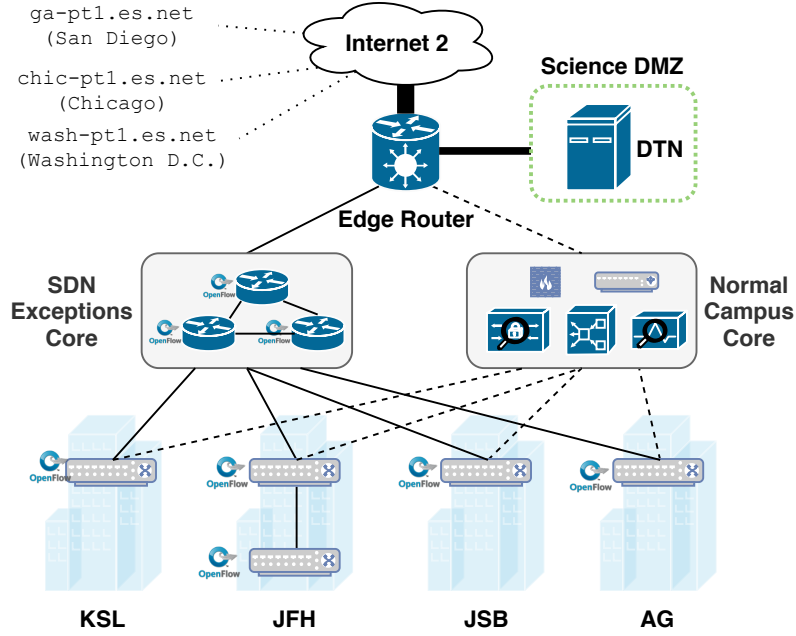 ga-pt1.es.net
(San Diego)
Internet 2
chic-pt1.es.net
(Chicago)
wash-pt1.es.net
(Washington D.C.)
Science DMZ
DTN
Edge Router
SDN
Exceptions
Core
OpenFlow
OpenFlow
OpenFlow
Normal
Campus
Core
OpenFlow
OpenFlow
OpenFlow
OpenFlow
OpenFlow
KSL
JFH
JSB
AG